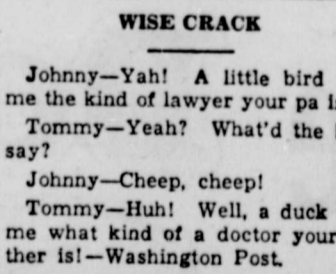 WISE CRACK
Johnny—Yah! A little bird
me the kind of lawyer your pa
Tommy—Yeah? What'd the
say?
Johnny—Cheep, cheep!
Tommy—Huh! Well, a duck
me what kind of a doctor your
ther is!—Washington Post.